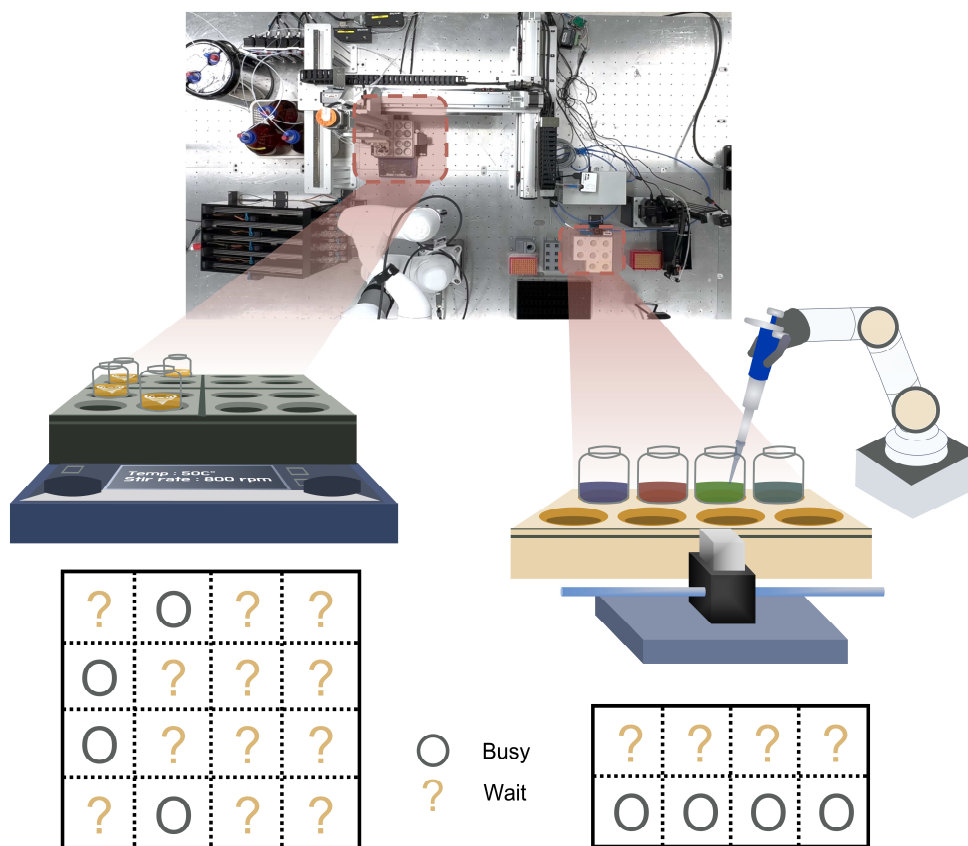 Temp : 50C°
Stir rate : 800 rpm
? O ? ?
O ? ? ?
O ? ? ?
? O ? ?
O Busy
? Wait
? ? ? ?
O O O O